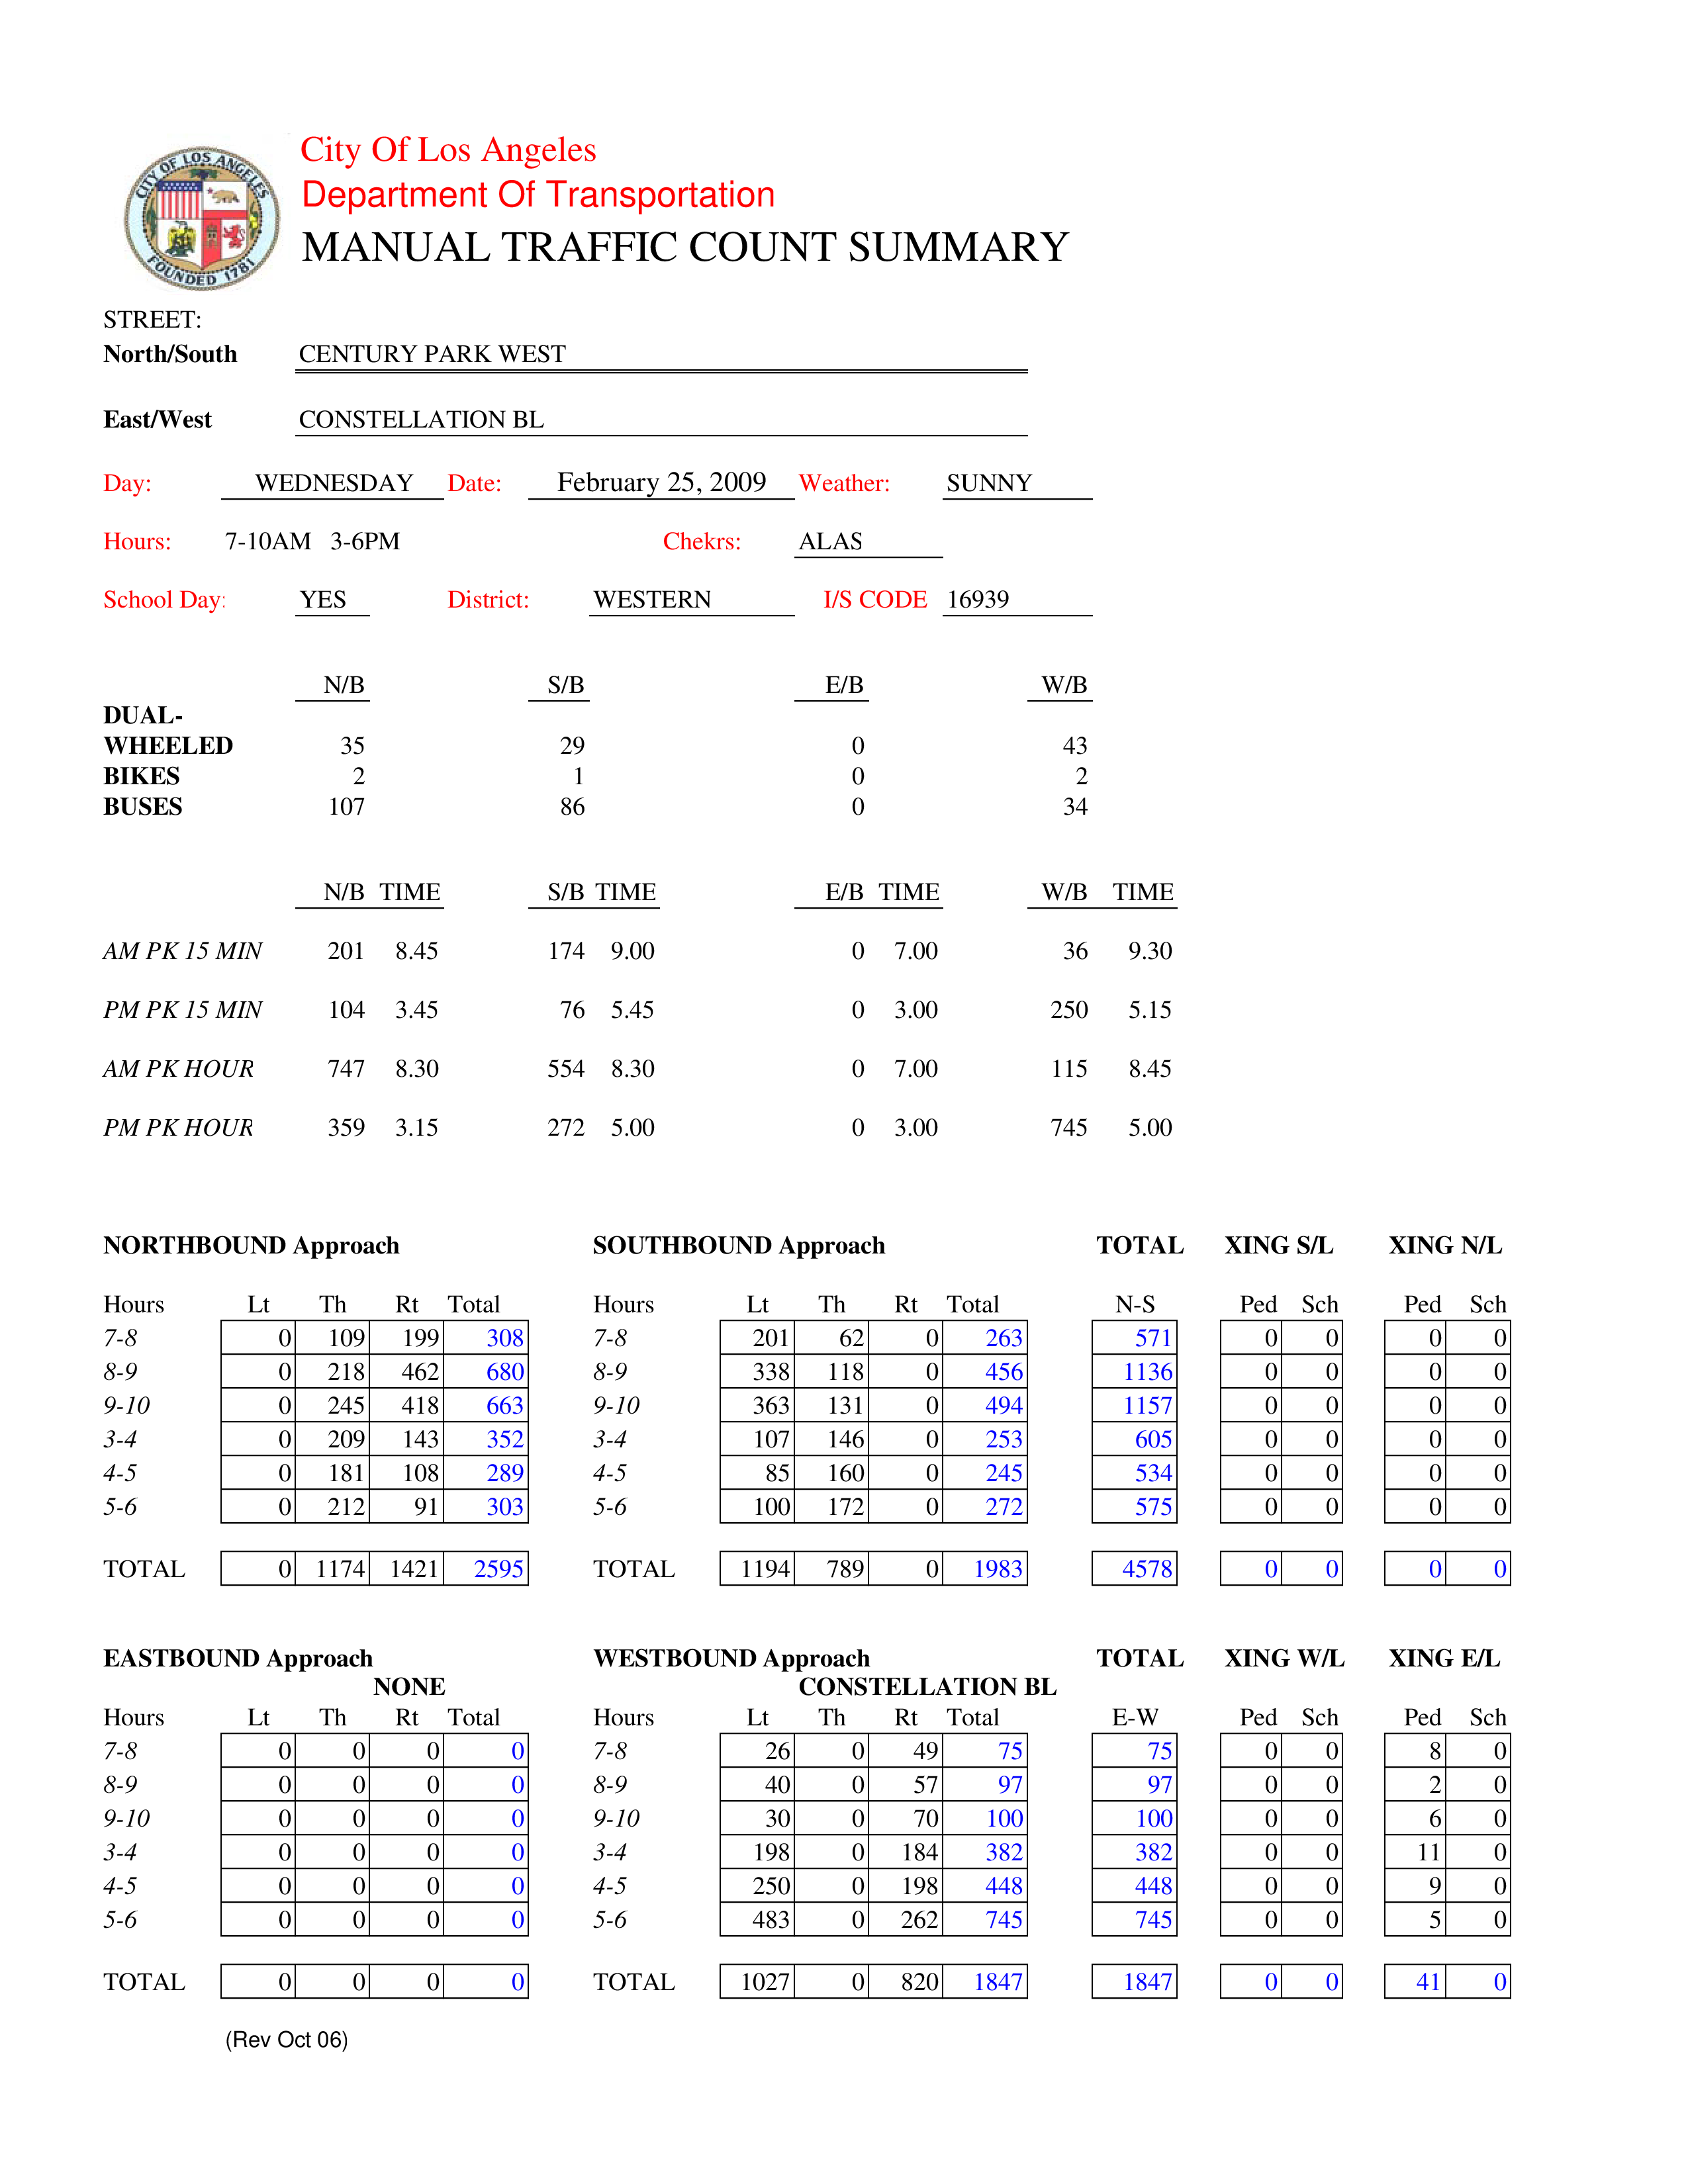 CITY OF LOS ANGELES
FOUNDED 1781
City Of Los Angeles
Department Of Transportation
MANUAL TRAFFIC COUNT SUMMARY
STREET:
North/South CENTURY PARK WEST
East/West CONSTELLATION BL
Day: WEDNESDAY Date: February 25, 2009 Weather: SUNNY
Hours: 7-10AM 3-6PM Chekrs: ALAS
School Day: YES District: WESTERN I/S CODE 16939
N/B S/B E/B W/B
DUAL-
WHEELED 35 29 0 43
BIKES 2 1 0 2
BUSES 107 86 0 34
N/B TIME S/B TIME E/B TIME W/B TIME
AM PK 15 MIN 201 8.45 174 9.00 0 7.00 36 9.30
PM PK 15 MIN 104 3.45 76 5.45 0 3.00 250 5.15
AM PK HOUR 747 8.30 554 8.30 0 7.00 115 8.45
PM PK HOUR 359 3.15 272 5.00 0 3.00 745 5.00
NORTHBOUND Approach SOUTHBOUND Approach TOTAL XING S/L XING N/L
Hours Lt Th Rt Total Hours Lt Th Rt Total N-S Ped Sch Ped Sch
7-8 0 109 199 308 7-8 201 62 0 263 571 0 0 0 0
8-9 0 218 462 680 8-9 338 118 0 456 1136 0 0 0 0
9-10 0 245 418 663 9-10 363 131 0 494 1157 0 0 0 0
3-4 0 209 143 352 3-4 107 146 0 253 605 0 0 0 0
4-5 0 181 108 289 4-5 85 160 0 245 534 0 0 0 0
5-6 0 212 91 303 5-6 100 172 0 272 575 0 0 0 0
TOTAL 0 1174 1421 2595 TOTAL 1194 789 0 1983 4578 0 0 0 0
EASTBOUND Approach WESTBOUND Approach TOTAL XING W/L XING E/L
NONE CONSTELLATION BL
Hours Lt Th Rt Total Hours Lt Th Rt Total E-W Ped Sch Ped Sch
7-8 0 0 0 0 7-8 26 0 49 75 75 0 0 8 0
8-9 0 0 0 0 8-9 40 0 57 97 97 0 0 2 0
9-10 0 0 0 0 9-10 30 0 70 100 100 0 0 6 0
3-4 0 0 0 0 3-4 198 0 184 382 382 0 0 11 0
4-5 0 0 0 0 4-5 250 0 198 448 448 0 0 9 0
5-6 0 0 0 0 5-6 483 0 262 745 745 0 0 5 0
TOTAL 0 0 0 0 TOTAL 1027 0 820 1847 1847 0 0 41 0
(Rev Oct 06)